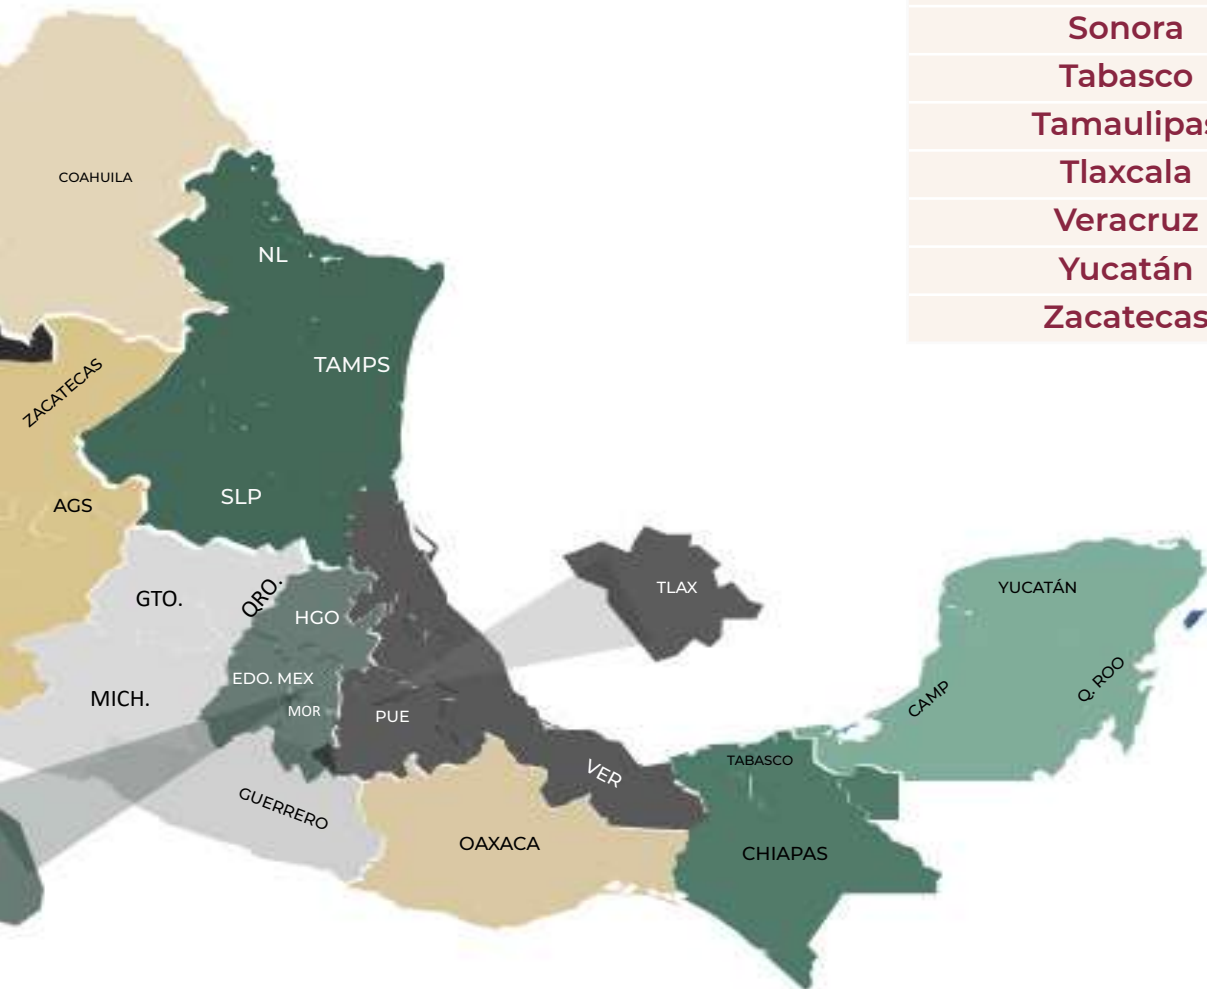 Sonora
Tabasco
Tamaulipas
Tlaxcala
Veracruz
Yucatán
Zacatecas
COAHUILA
NL
TAMPS
ZACATECAS
SLP
AGS
GTO.
QRO.
HGO
TLAX
YUCATÁN
EDO. MEX
MICH.
MOR
PUE
CAMP
Q. ROO
VER
TABASCO
GUERRERO
OAXACA
CHIAPAS